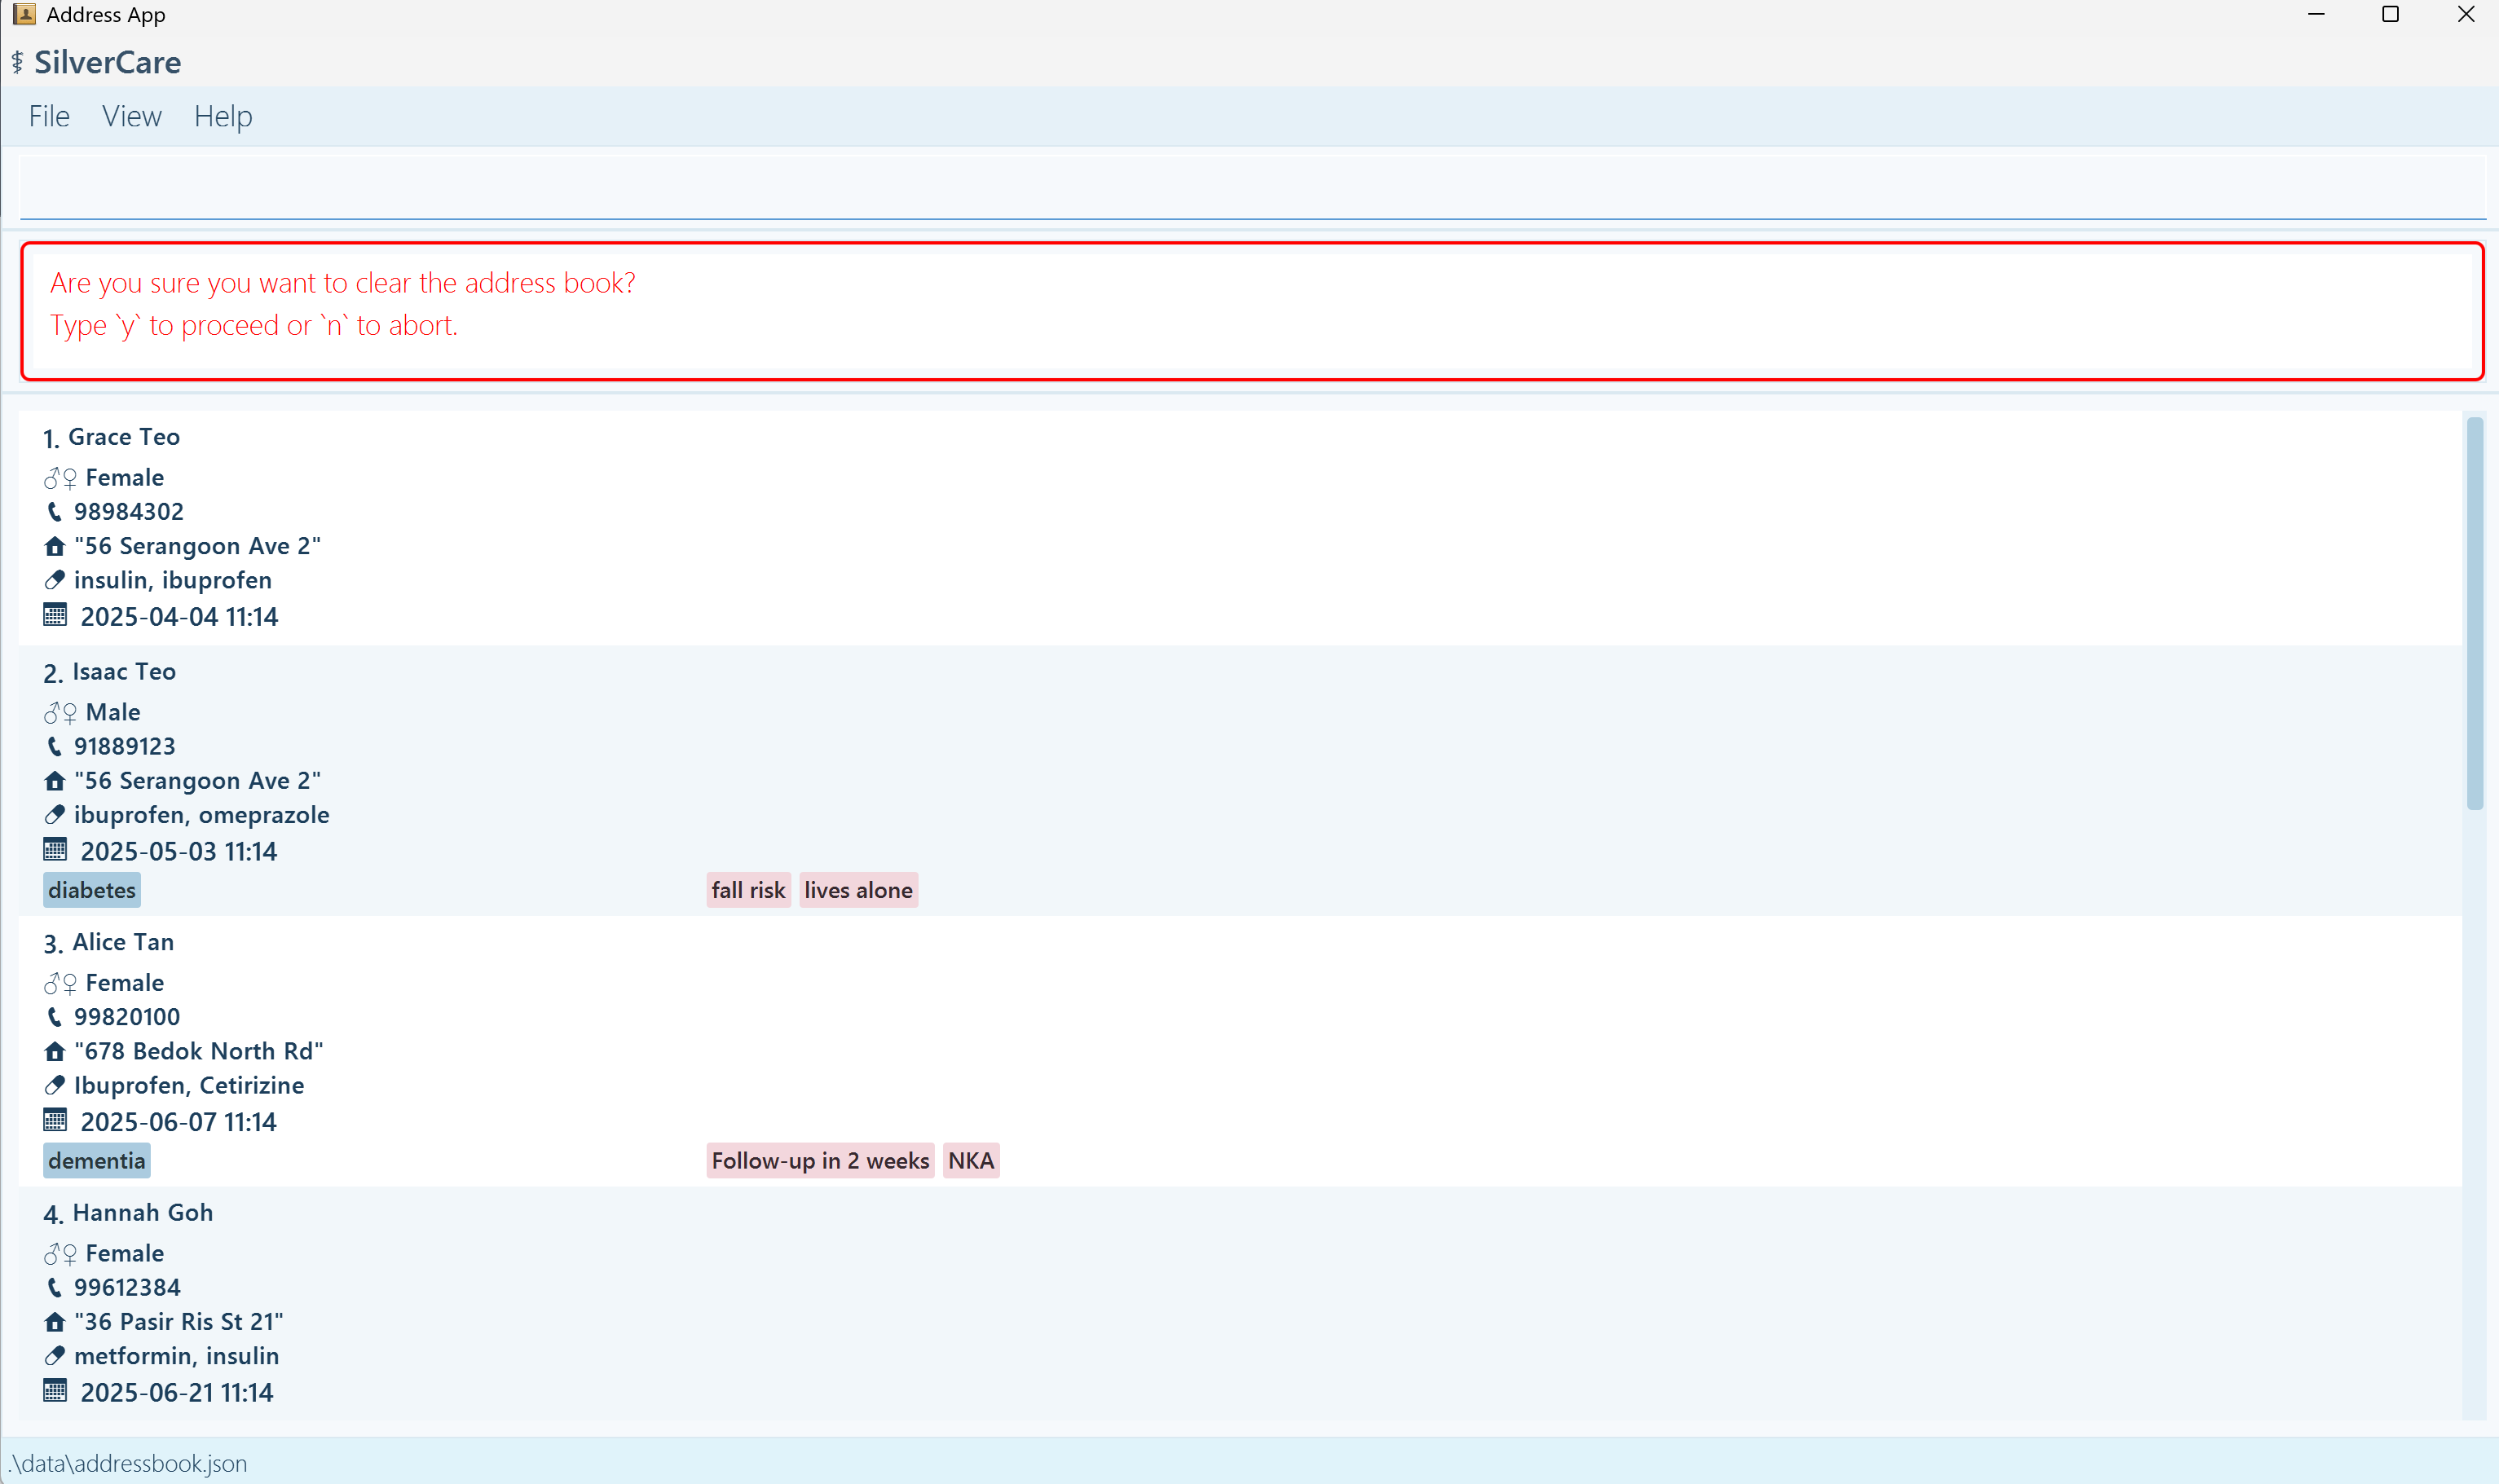 Address App
SilverCare
File View Help
Are you sure you want to clear the address book?
Type `y` to proceed or `n` to abort.
1. Grace Teo
Female
98984302
"56 Serangoon Ave 2"
insulin, ibuprofen
2025-04-04 11:14
2. Isaac Teo
Male
91889123
"56 Serangoon Ave 2"
ibuprofen, omeprazole
2025-05-03 11:14
diabetes fall risk lives alone
3. Alice Tan
Female
99820100
"678 Bedok North Rd"
Ibuprofen, Cetirizine
2025-06-07 11:14
dementia Follow-up in 2 weeks NKA
4. Hannah Goh
Female
99612384
"36 Pasir Ris St 21"
metformin, insulin
2025-06-21 11:14
.\data\addressbook.json